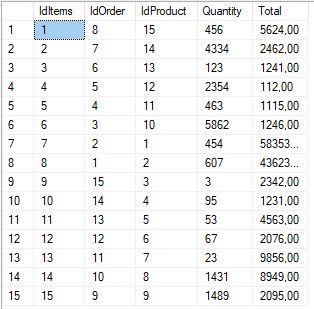 IdItems IdOrder IdProduct Quantity Total
1 1 8 15 456 5624,00
2 2 7 14 4334 2462,00
3 3 6 13 123 1241,00
4 4 5 12 2354 112,00
5 5 4 11 463 1115,00
6 6 3 10 5862 1246,00
7 7 2 1 454 58353...
8 8 1 2 607 43623...
9 9 15 3 3 2342,00
10 10 14 4 95 1231,00
11 11 13 5 53 4563,00
12 12 12 6 67 2076,00
13 13 11 7 23 9856,00
14 14 10 8 1431 8949,00
15 15 9 9 1489 2095,00